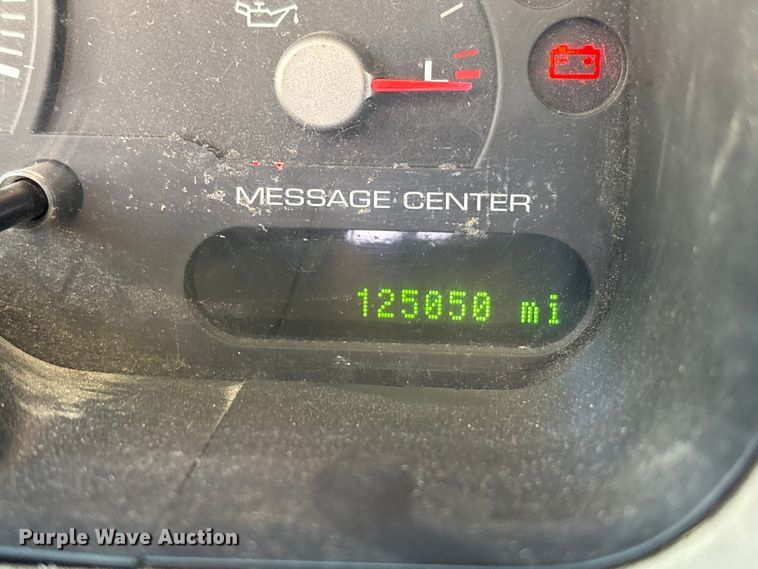 L
MESSAGE CENTER
125050 mi
Purple Wave Auction